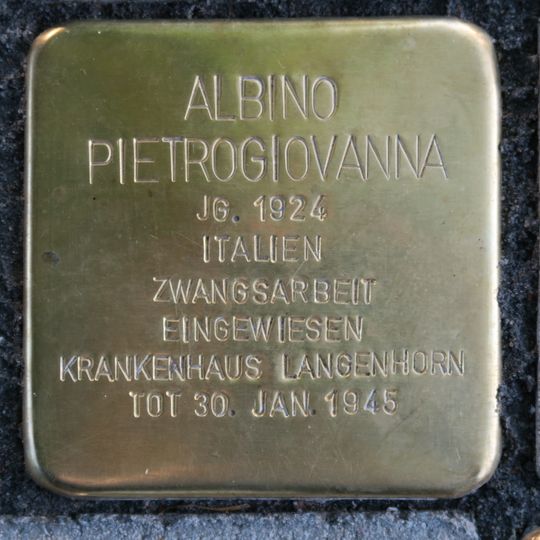 ALBINO
PIETROGIOVANNA
JG. 1924
ITALIEN
ZWANGSARBEIT
EINGEWIESEN
KRANKENHAUS LANGENHORN
TOT 30. JAN. 1945